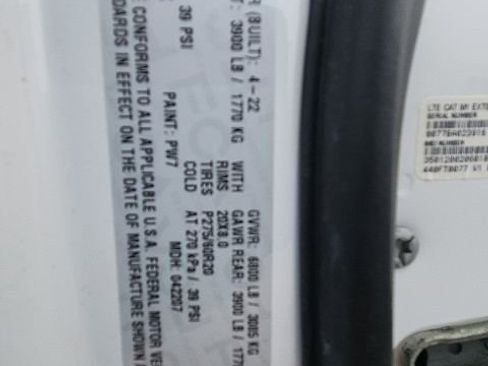 R (BUILT): 4-22
GVWR: 6800 LB / 3085 KG
: 3900 LB / 1770 KG
WITH
GAWR REAR: 3900 LB / 1770
RIMS
20X8.0
TIRES
P275/60R20
39 PSI
COLD
AT 270 kPa / 39 PSI
PAINT: PW7
MDH: 042207
E CONFORMS TO ALL APPLICABLE U.S.A. FEDERAL MOTOR VE
DARDS IN EFFECT ON THE DATE OF MANUFACTURE SHOWN
LTE CAT M1 EXTE
SERIAL NUMBER